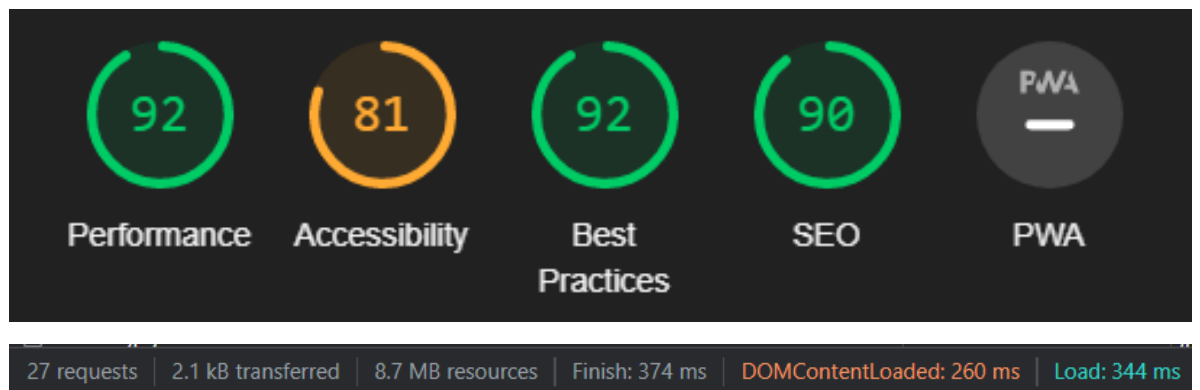 92 81 92 90 PWA
Performance Accessibility Best Practices SEO PWA
27 requests 2.1 kB transferred 8.7 MB resources Finish: 374 ms DOMContentLoaded: 260 ms Load: 344 ms